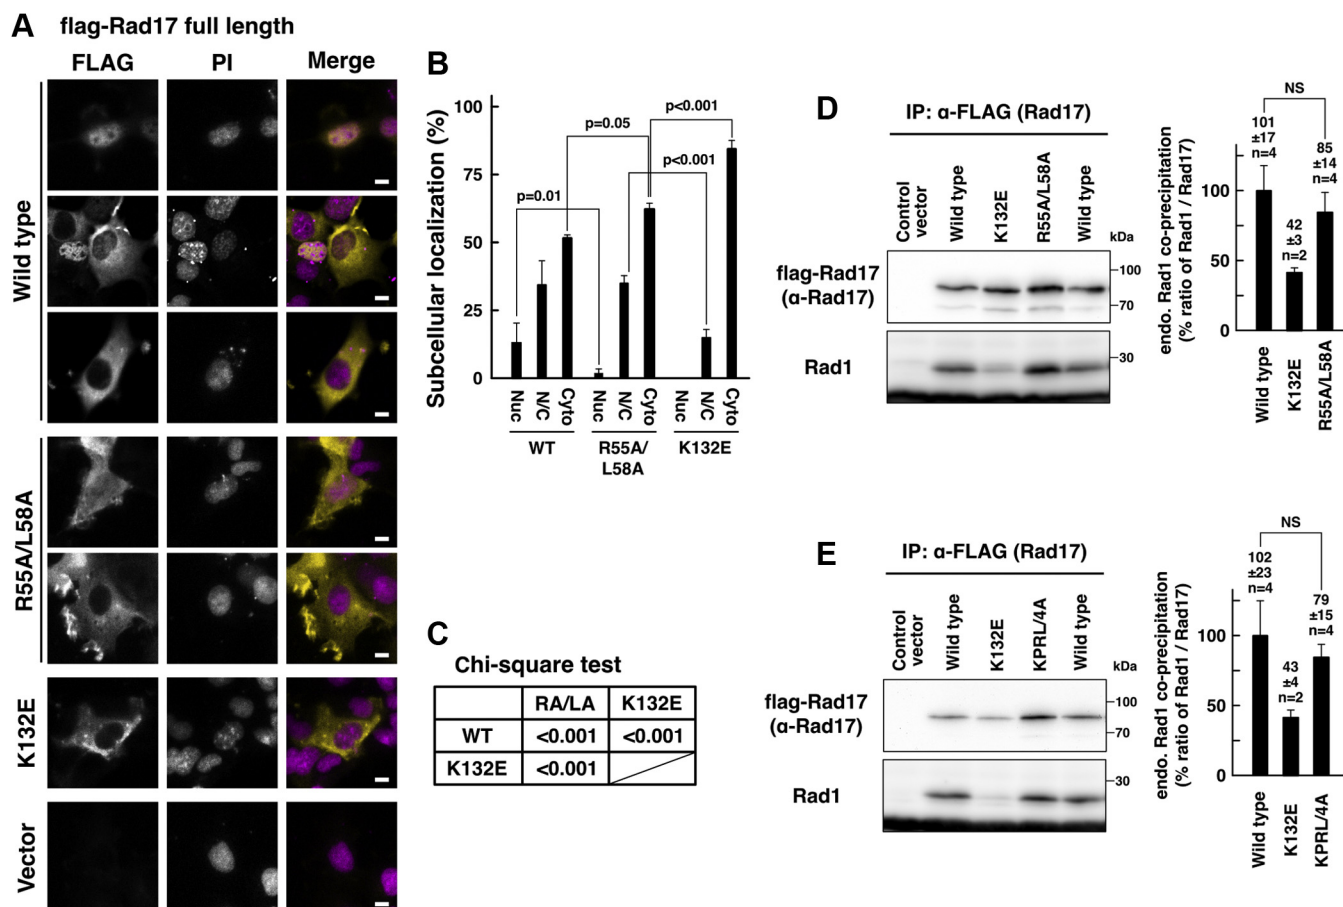 A flag-Rad17 full length
FLAG PI Merge
Wild type
R55A/L58A
K132E
Vector
B
Subcellular localization (%)
100
75
50
25
0
p=0.01
p=0.05
p<0.001
p<0.001
Nuc N/C Cyto Nuc N/C Cyto Nuc N/C Cyto
WT R55A/ K132E
L58A
C
Chi-square test
RA/LA K132E
WT <0.001 <0.001
K132E <0.001
D
IP: α-FLAG (Rad17)
Control
vector
Wild type
K132E
R55A/L58A
Wild type
kDa
flag-Rad17
(α-Rad17)
100
70
Rad1
30
endo. Rad1 co-precipitation
(% ratio of Rad1 / Rad17)
NS
101
±17
n=4
42
±3
n=2
85
±14
n=4
100
50
0
Wild type
K132E
R55A/L58A
E
IP: α-FLAG (Rad17)
Control
vector
Wild type
K132E
KPRL/4A
Wild type
kDa
flag-Rad17
(α-Rad17)
100
70
Rad1
30
endo. Rad1 co-precipitation
(% ratio of Rad1 / Rad17)
NS
102
±23
n=4
43
±4
n=2
79
±15
n=4
100
50
0
Wild type
K132E
KPRL/4A